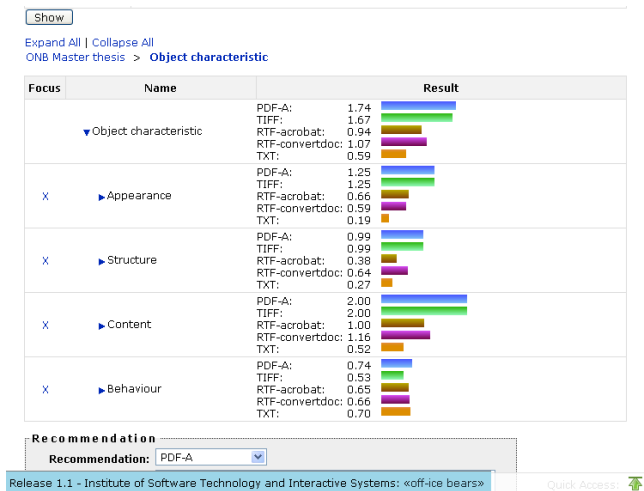 Show
Expand All | Collapse All
ONB Master thesis > Object characteristic
Focus Name Result
PDF-A: 1.74
TIFF: 1.67
▼Object characteristic RTF-acrobat: 0.94
RTF-convertdoc: 1.07
TXT: 0.59
PDF-A: 1.25
TIFF: 1.25
X ►Appearance RTF-acrobat: 0.66
RTF-convertdoc: 0.59
TXT: 0.19
PDF-A: 0.99
TIFF: 0.99
X ►Structure RTF-acrobat: 0.38
RTF-convertdoc: 0.64
TXT: 0.27
PDF-A: 2.00
TIFF: 2.00
X ►Content RTF-acrobat: 1.00
RTF-convertdoc: 1.16
TXT: 0.52
PDF-A: 0.74
TIFF: 0.53
X ►Behaviour RTF-acrobat: 0.65
RTF-convertdoc: 0.66
TXT: 0.70
Recommendation
Recommendation: PDF-A
Release 1.1 - Institute of Software Technology and Interactive Systems: «off-ice bears» Quick Access: